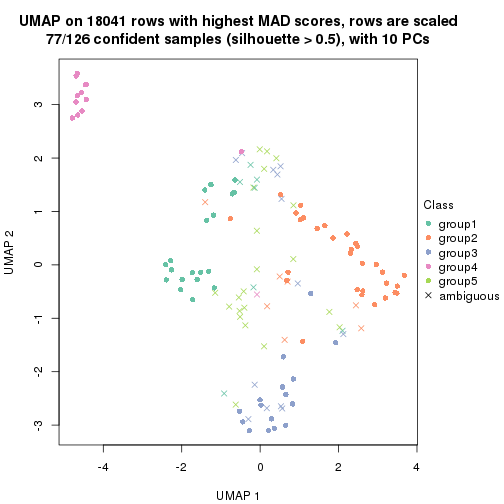 UMAP on 18041 rows with highest MAD scores, rows are scaled
77/126 confident samples (silhouette > 0.5), with 10 PCs
UMAP 2
3
2
1
0
-1
-2
-3
-4
-2
0
2
4
UMAP 1
Class
group1
group2
group3
group4
group5
ambiguous